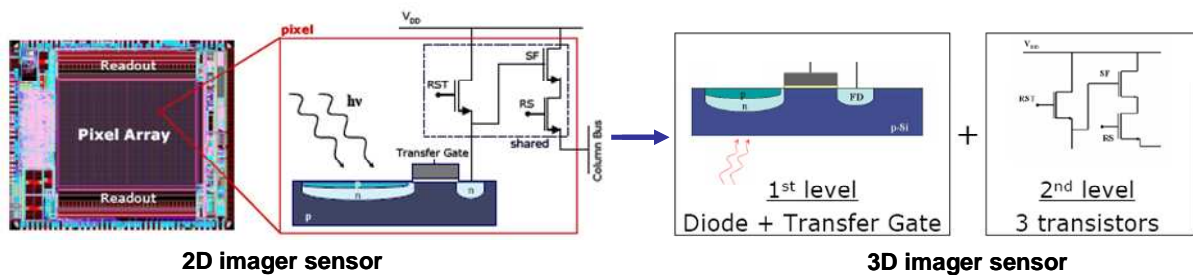 Readout
Pixel Array
Readout
pixel
V_DD
SF
RST
RS
hν
shared
Column Bus
Transfer Gate
p
n
n
p
2D imager sensor
p
n
FD
p-Si
1st level
Diode + Transfer Gate
+
V_DD
SF
RST
RS
2nd level
3 transistors
3D imager sensor